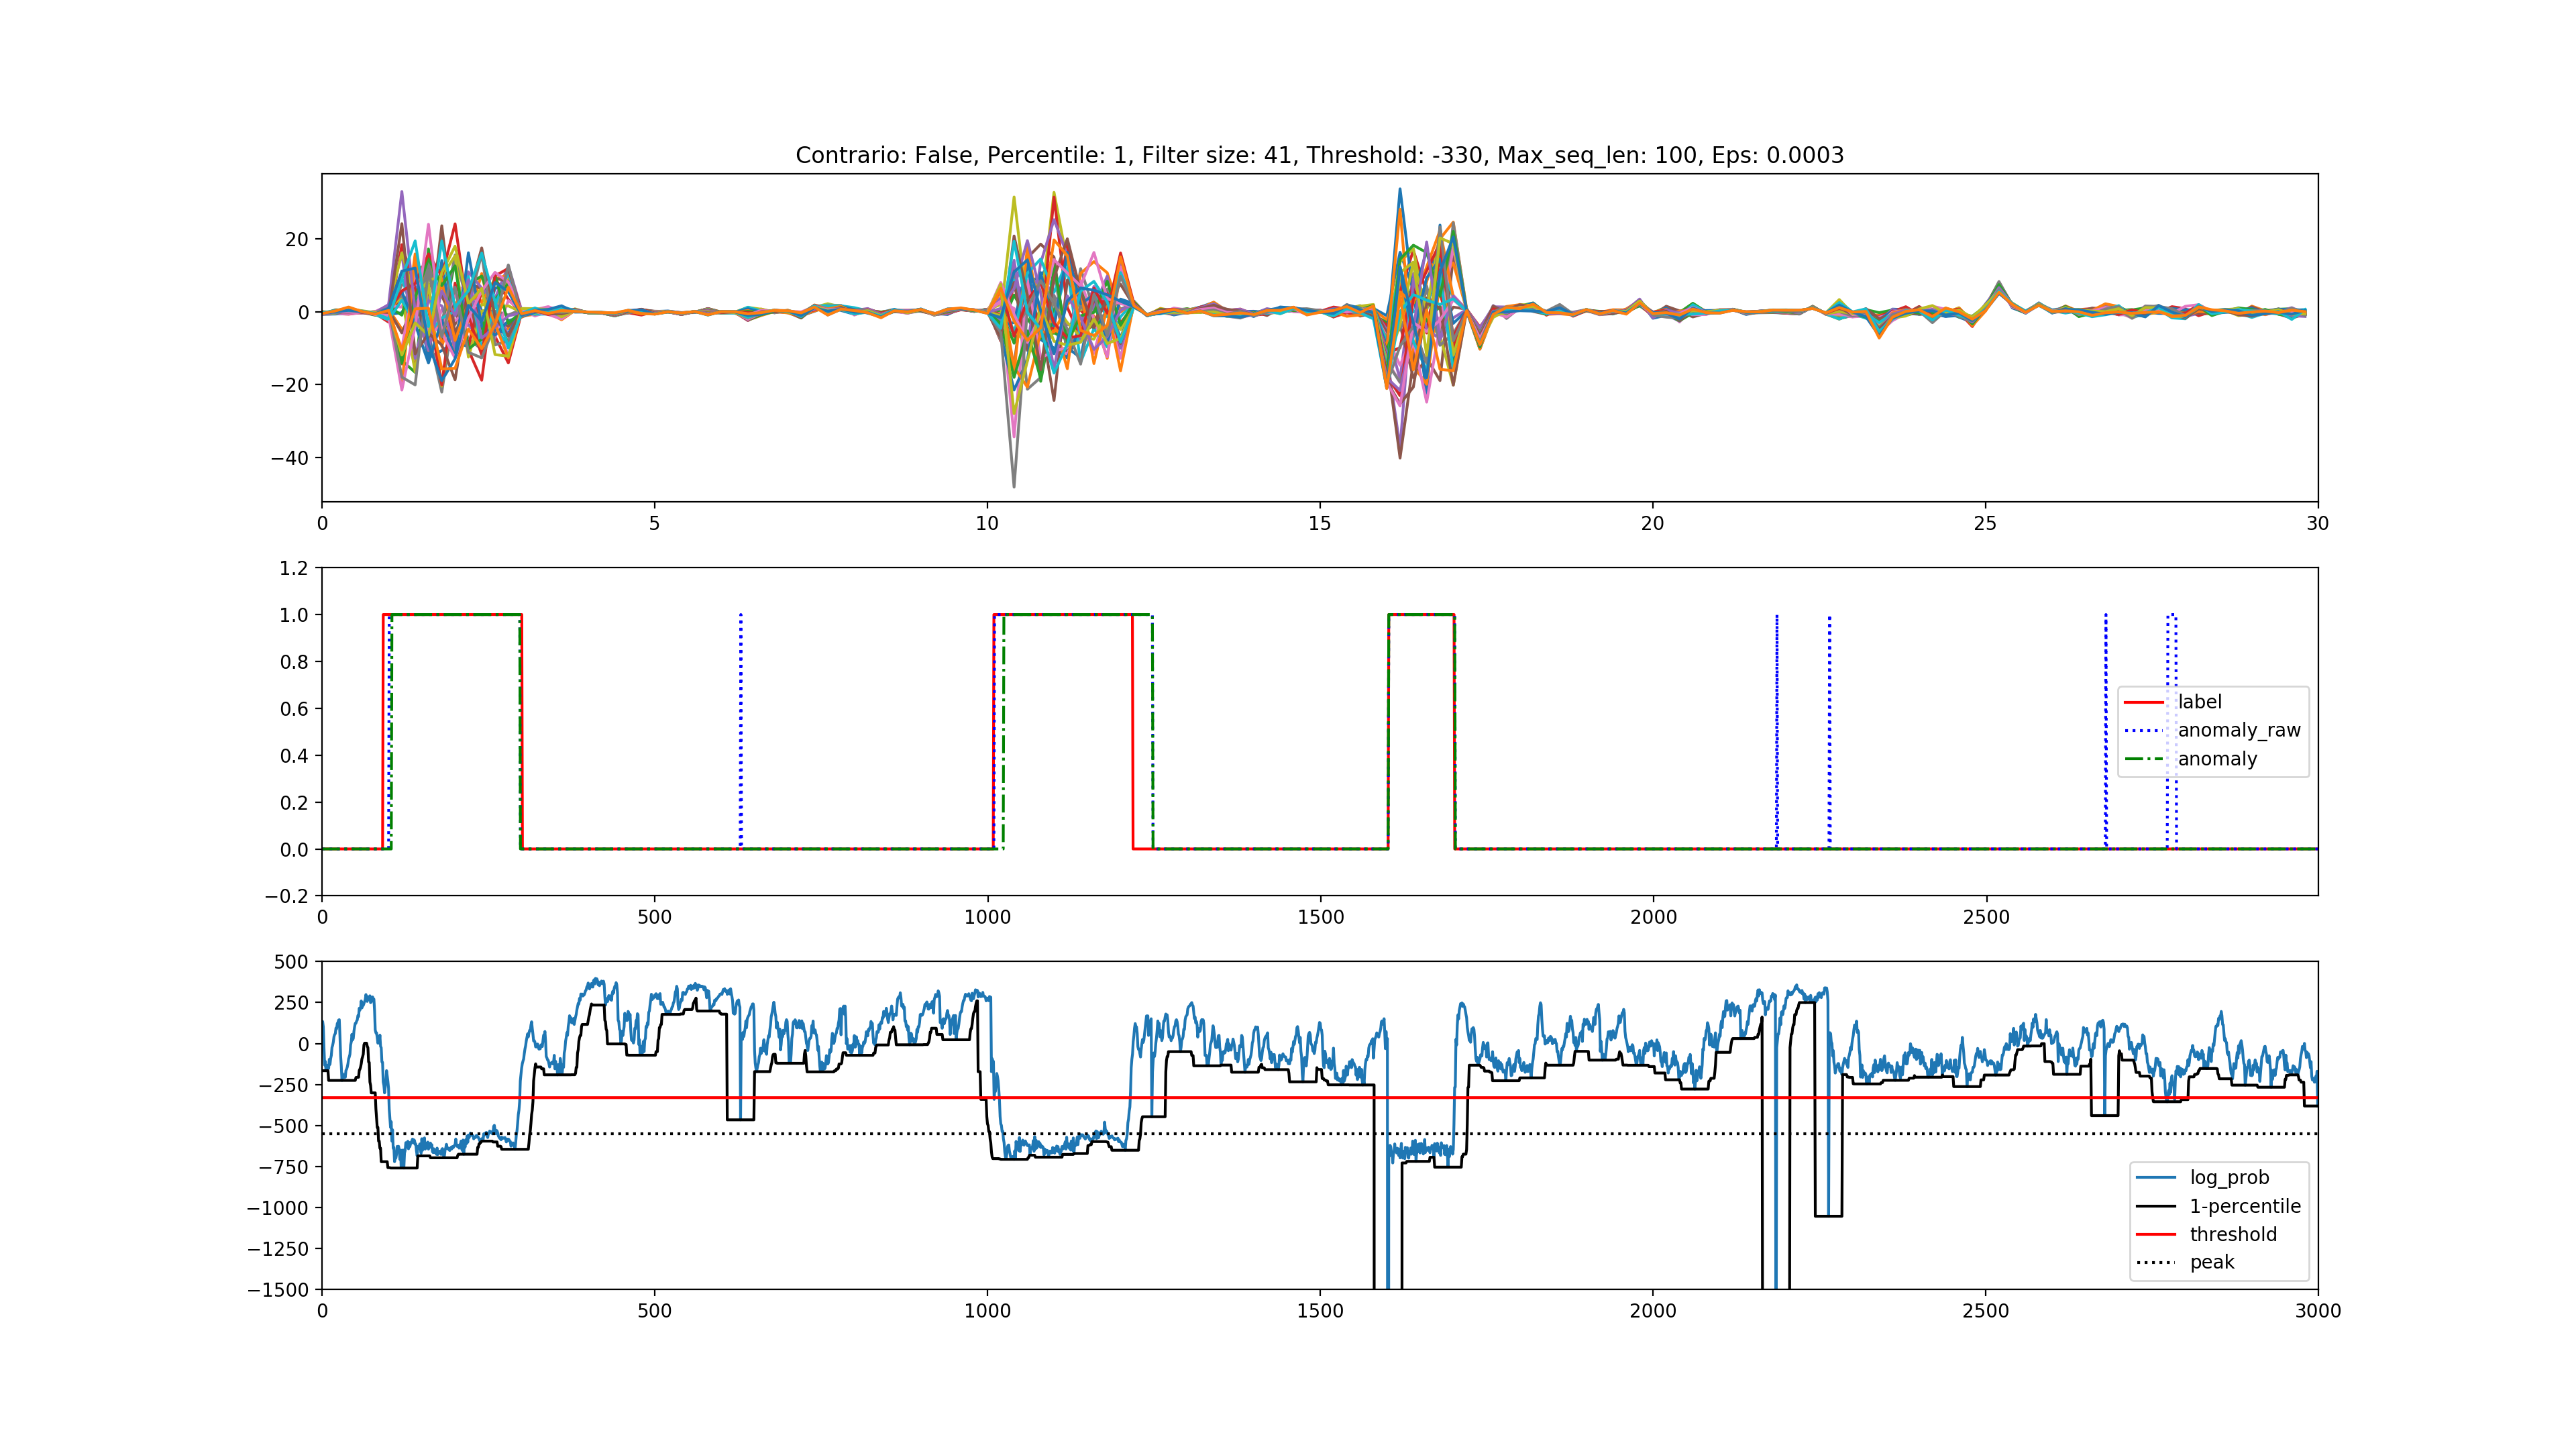 Contrario: False, Percentile: 1, Filter size: 41, Threshold: -330, Max_seq_len: 100, Eps: 0.0003
20
0
−20
−40
0 5 10 15 20 25 30
1.2
1.0
0.8
0.6
0.4
0.2
0.0
−0.2
label
anomaly_raw
anomaly
0 500 1000 1500 2000 2500
500
250
0
−250
−500
−750
−1000
−1250
−1500
log_prob
1-percentile
threshold
peak
0 500 1000 1500 2000 2500 3000